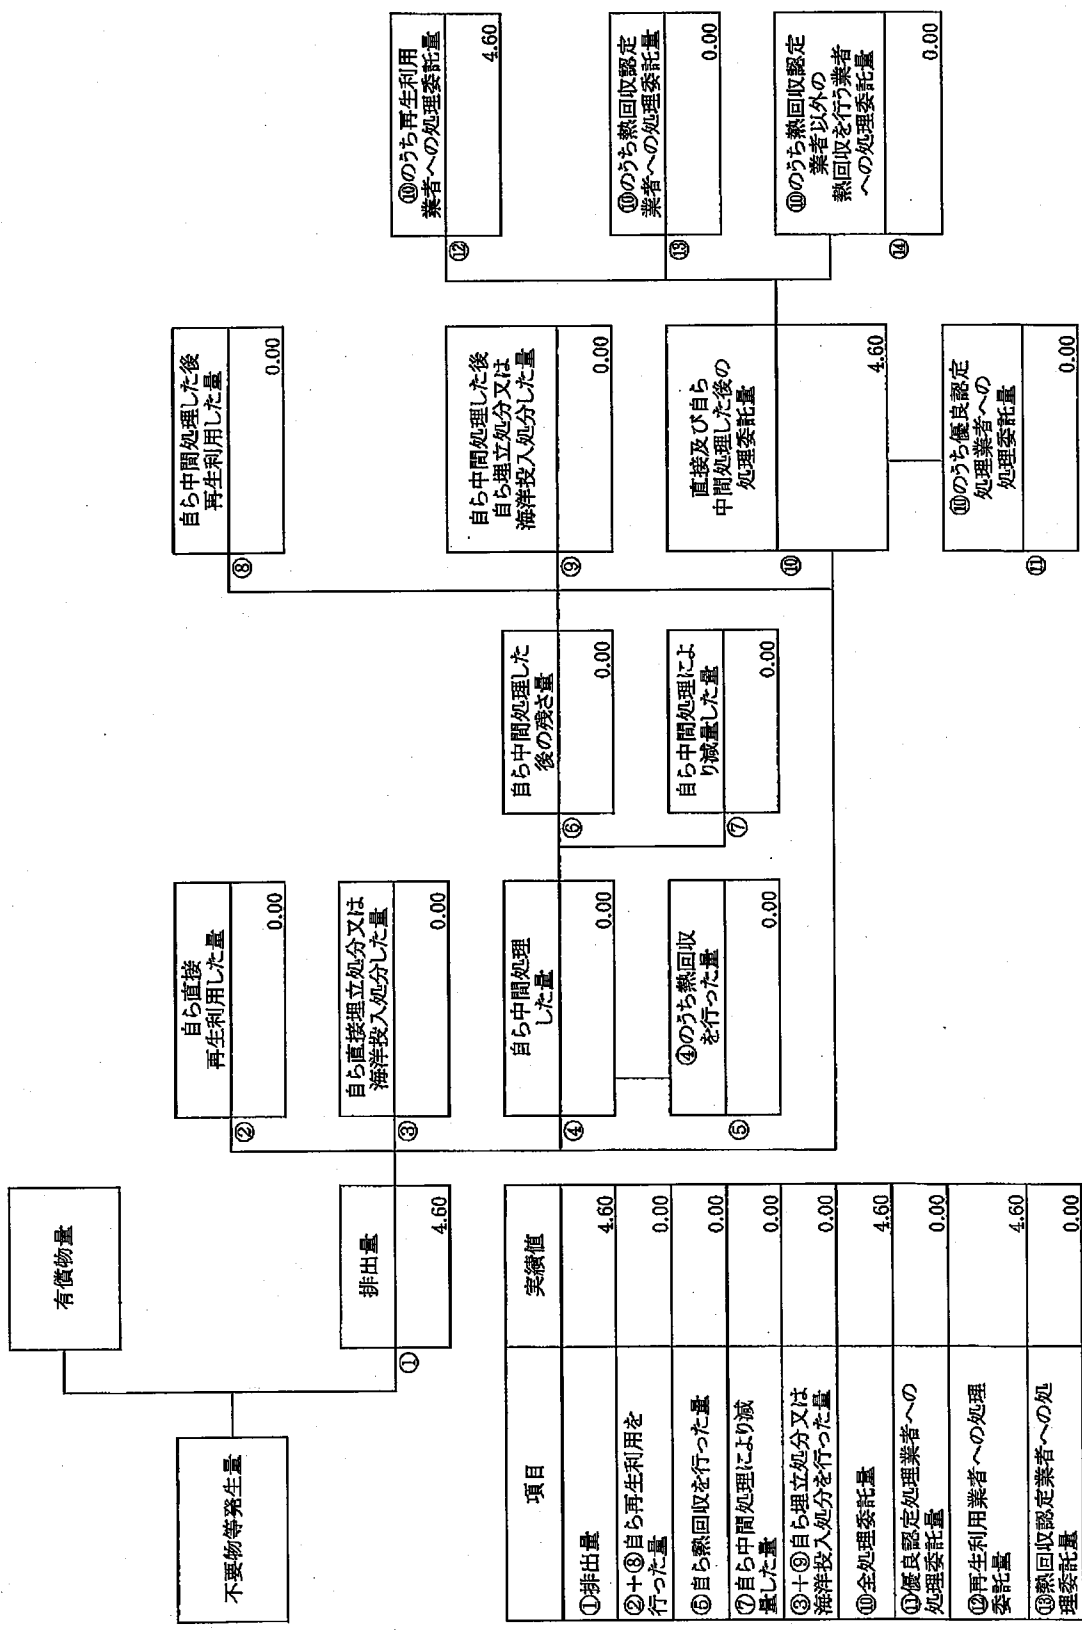 不要物等発生量
有償物量
排出量
①
4.60
自ら直接
再生利用した量
②
0.00
自ら直接埋立処分又は
海洋投入処分した量
③
0.00
自ら中間処理
した量
④
0.00
④のうち熱回収
を行った量
⑤
0.00
自ら中間処理した
後の残さ量
⑥
0.00
自ら中間処理によ
り減量した量
⑦
0.00
自ら中間処理した後
再生利用した量
⑧
0.00
自ら中間処理した後
自ら埋立処分又は
海洋投入処分した量
⑨
0.00
直接及び自ら
中間処理した後の
処理委託量
⑩
4.60
⑩のうち優良認定
処理業者への
処理委託量
⑪
0.00
⑩のうち再生利用
業者への処理委託量
⑫
4.60
⑩のうち熱回収認定
業者への処理委託量
⑬
0.00
⑩のうち熱回収認定
業者以外の
熱回収を行う業者
への処理委託量
⑭
0.00
項目
実績値
①排出量
4.60
②+⑧自ら再生利用を
行った量
0.00
⑥自ら熱回収を行った量
0.00
⑦自ら中間処理により減
量した量
0.00
③+⑨自ら埋立処分又は
海洋投入処分を行った量
0.00
⑩全処理委託量
4.60
⑪優良認定処理業者への
処理委託量
0.00
⑫再生利用業者への処理
委託量
4.60
⑬熱回収認定業者への処
理委託量
0.00